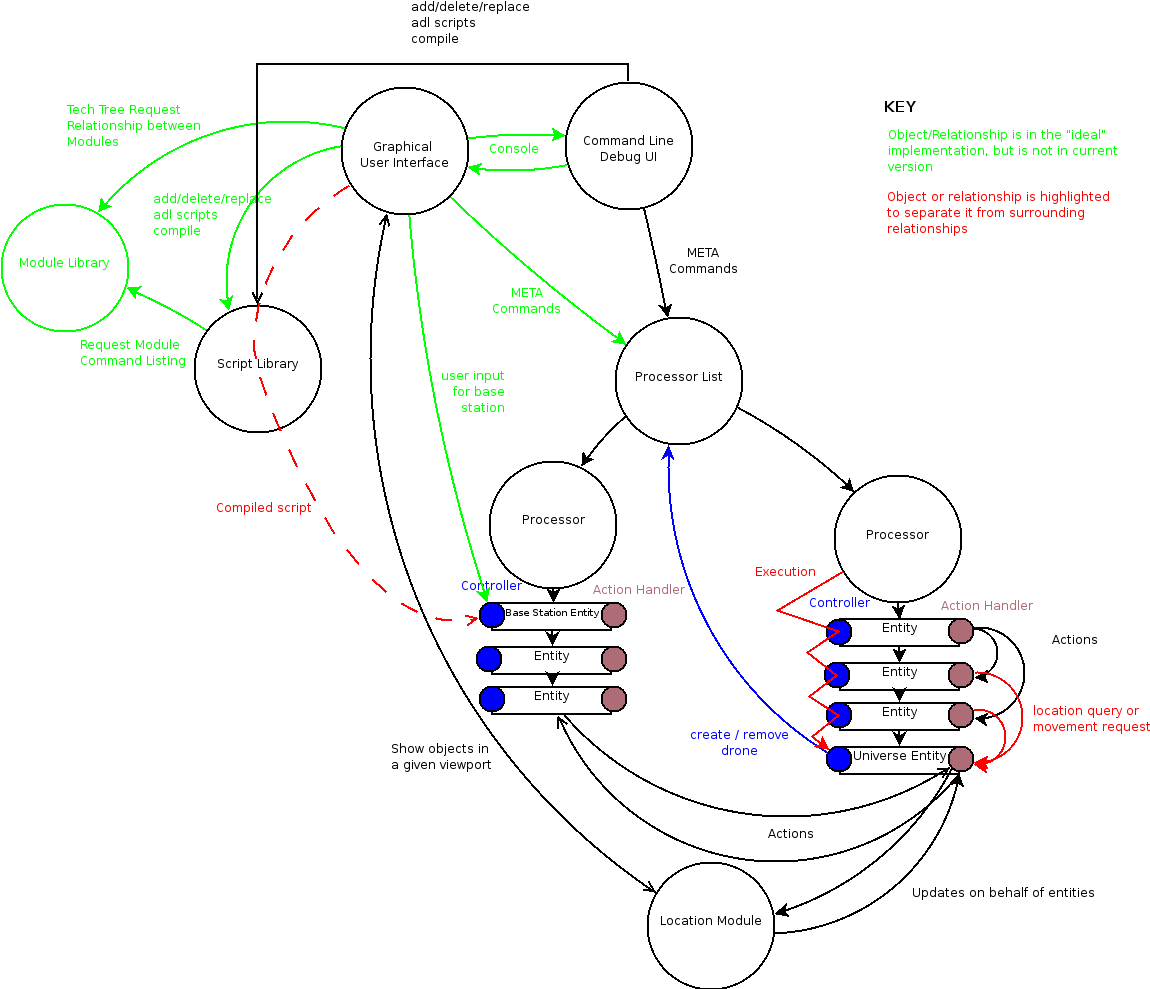 add/delete/replace
adl scripts
compile
KEY
Object/Relationship is in the "ideal"
implementation, but is not in current
version
Object or relationship is highlighted
to separate it from surrounding
relationships
Tech Tree Request
Relationship between
Modules
Graphical
User Interface
Console
Command Line
Debug UI
add/delete/replace
adl scripts
compile
Module Library
META
Commands
META
Commands
Request Module
Command Listing
Script Library
user input
for base
station
Processor List
Compiled script
Processor
Processor
Execution
Controller
Action Handler
Controller
Action Handler
Base Station Entity
Entity
Entity
Entity
Entity
Entity
Universe Entity
Actions
location query or
movement request
create / remove
drone
Show objects in
a given viewport
Actions
Location Module
Updates on behalf of entities